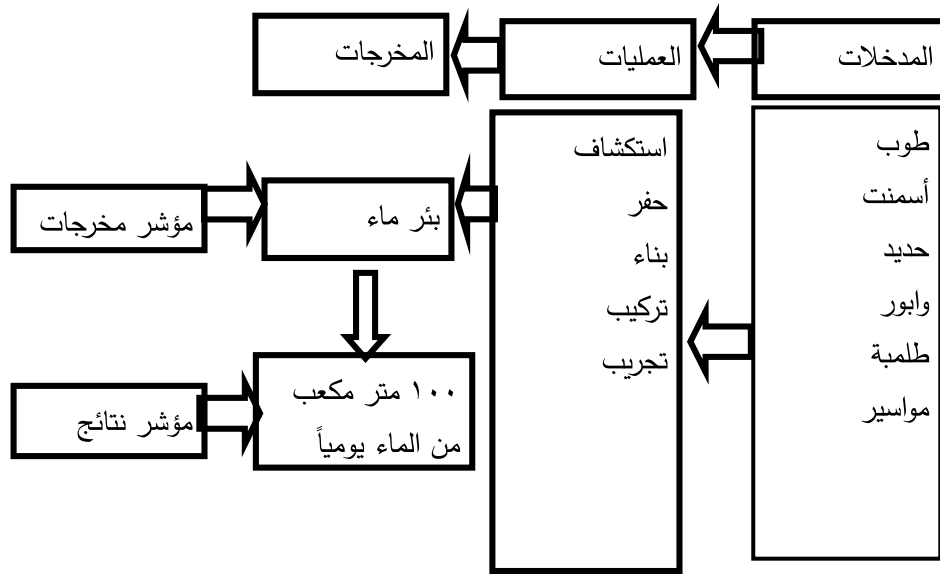 المدخلات
العمليات
المخرجات
طوب
أسمنت
حديد
وابور
طلمبة
مواسير
استكشاف
حفر
بناء
تركيب
تجريب
بئر ماء
مؤشر مخرجات
١٠٠ متر مكعب
من الماء يومياً
مؤشر نتائج